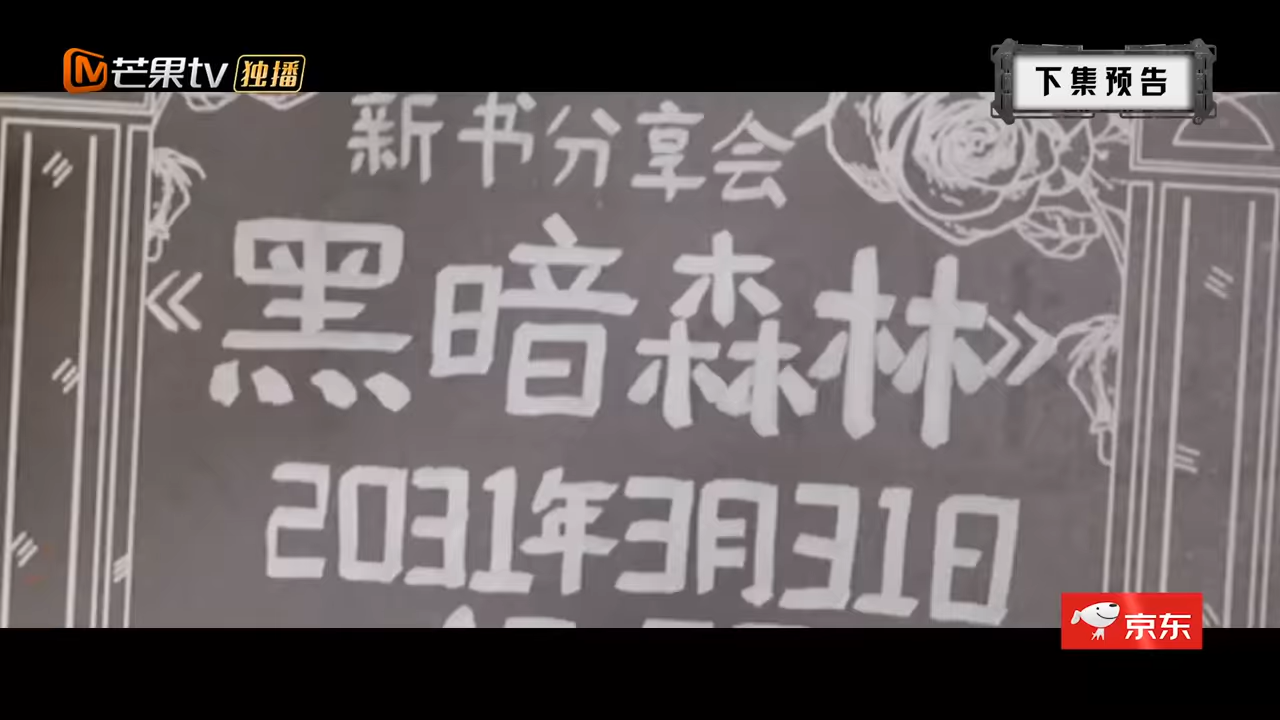 芒果tv 独播
下集预告
新书分享会
《黑暗森林》
2031年3月31日
京东